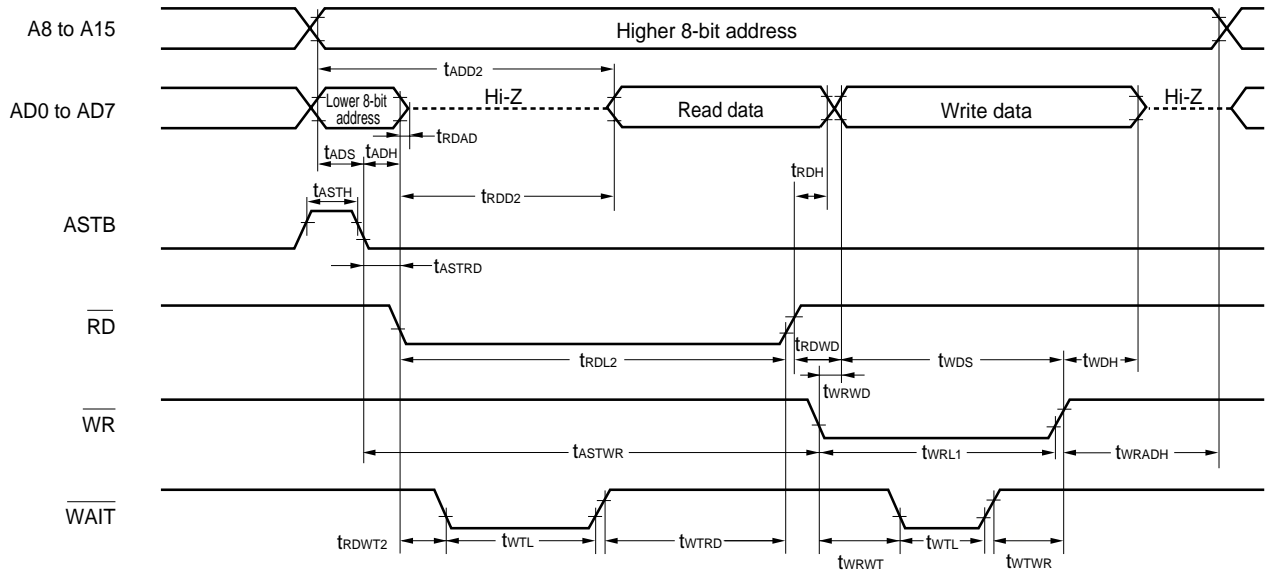 A8 to A15
Higher 8-bit address
tADD2
AD0 to AD7
Lower 8-bit
address
Hi-Z
Read data
Write data
Hi-Z
tRDAD
tADS
tADH
tRDH
tASTH
tRDD2
ASTB
tASTRD
RD
tRDL2
tRDWD
tWDS
tWDH
tWRWD
WR
tASTWR
tWRL1
tWRADH
WAIT
tRDWT2
tWTL
tWTRD
tWRWT
tWTL
tWTWR